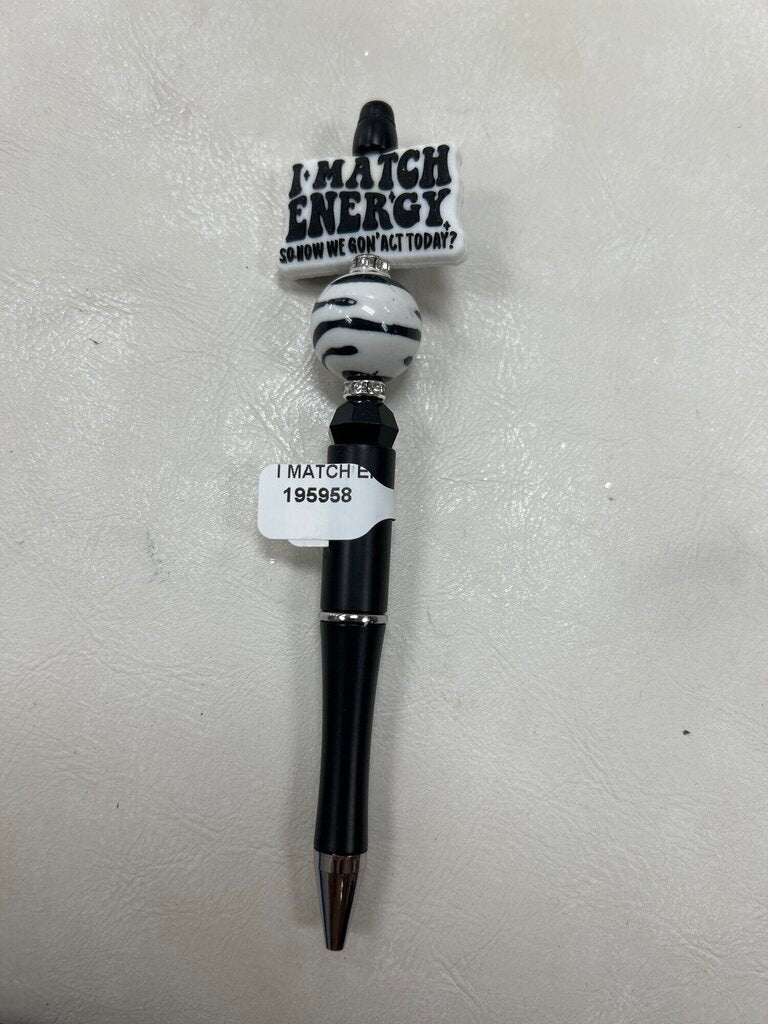 I MATCH
ENERGY
SO HOW WE GON' ACT TODAY?
I MATCH
195958